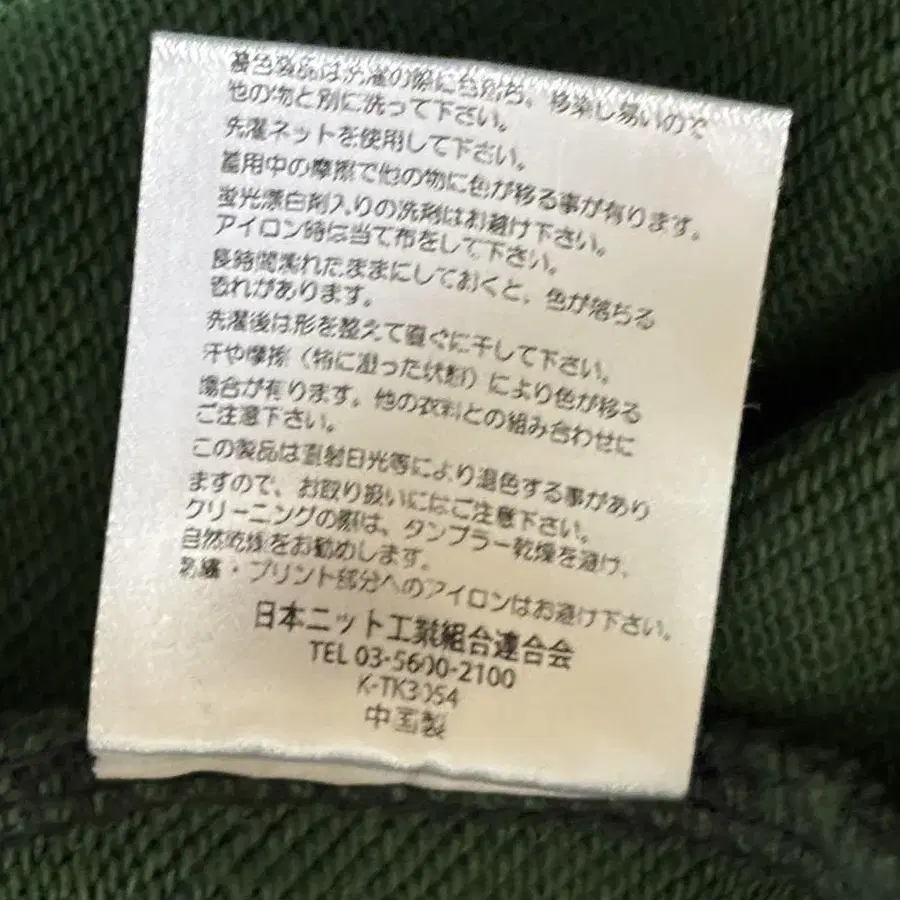 濃色製品は洗濯の際に色落ち、移染し易いので
他の物と別に洗って下さい。
洗濯ネットを使用して下さい。
着用中の摩擦で他の物に色が移る事が有ります。
蛍光漂白剤入りの洗剤はお避け下さい。
アイロン時は当て布をして下さい。
長時間濡れたままにしておくと、色が落ちる
恐れがあります。
洗濯後は形を整えて直ぐに干して下さい。
汗や摩擦（特に湿った状態）により色が移る
場合が有ります。他の衣料との組み合わせに
ご注意下さい。
この製品は直射日光等により退色する事があり
ますので、お取り扱いにはご注意下さい。
クリーニングの際は、タンブラー乾燥を避け、
自然乾燥をお勧めします。
刺繍・プリント部分へのアイロンはお避け下さい。
日本ニット工業組合連合会
TEL 03-5600-2100
K-TK3054
中国製